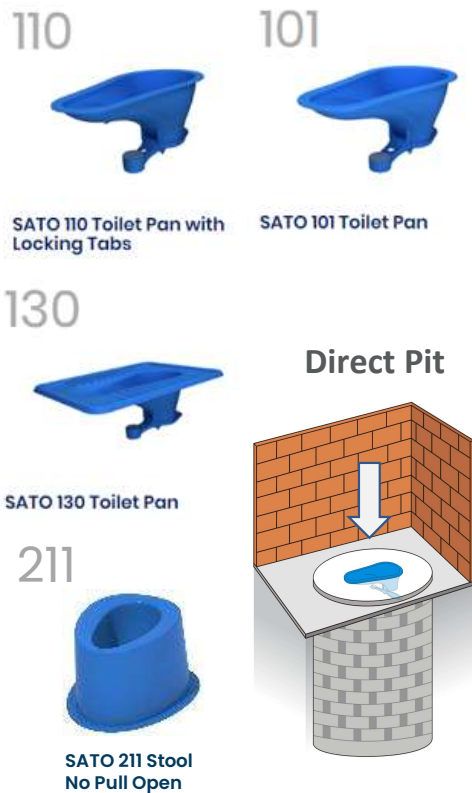 110
101
SATO 110 Toilet Pan with
Locking Tabs
SATO 101 Toilet Pan
130
SATO 130 Toilet Pan
Direct Pit
211
SATO 211 Stool
No Pull Open